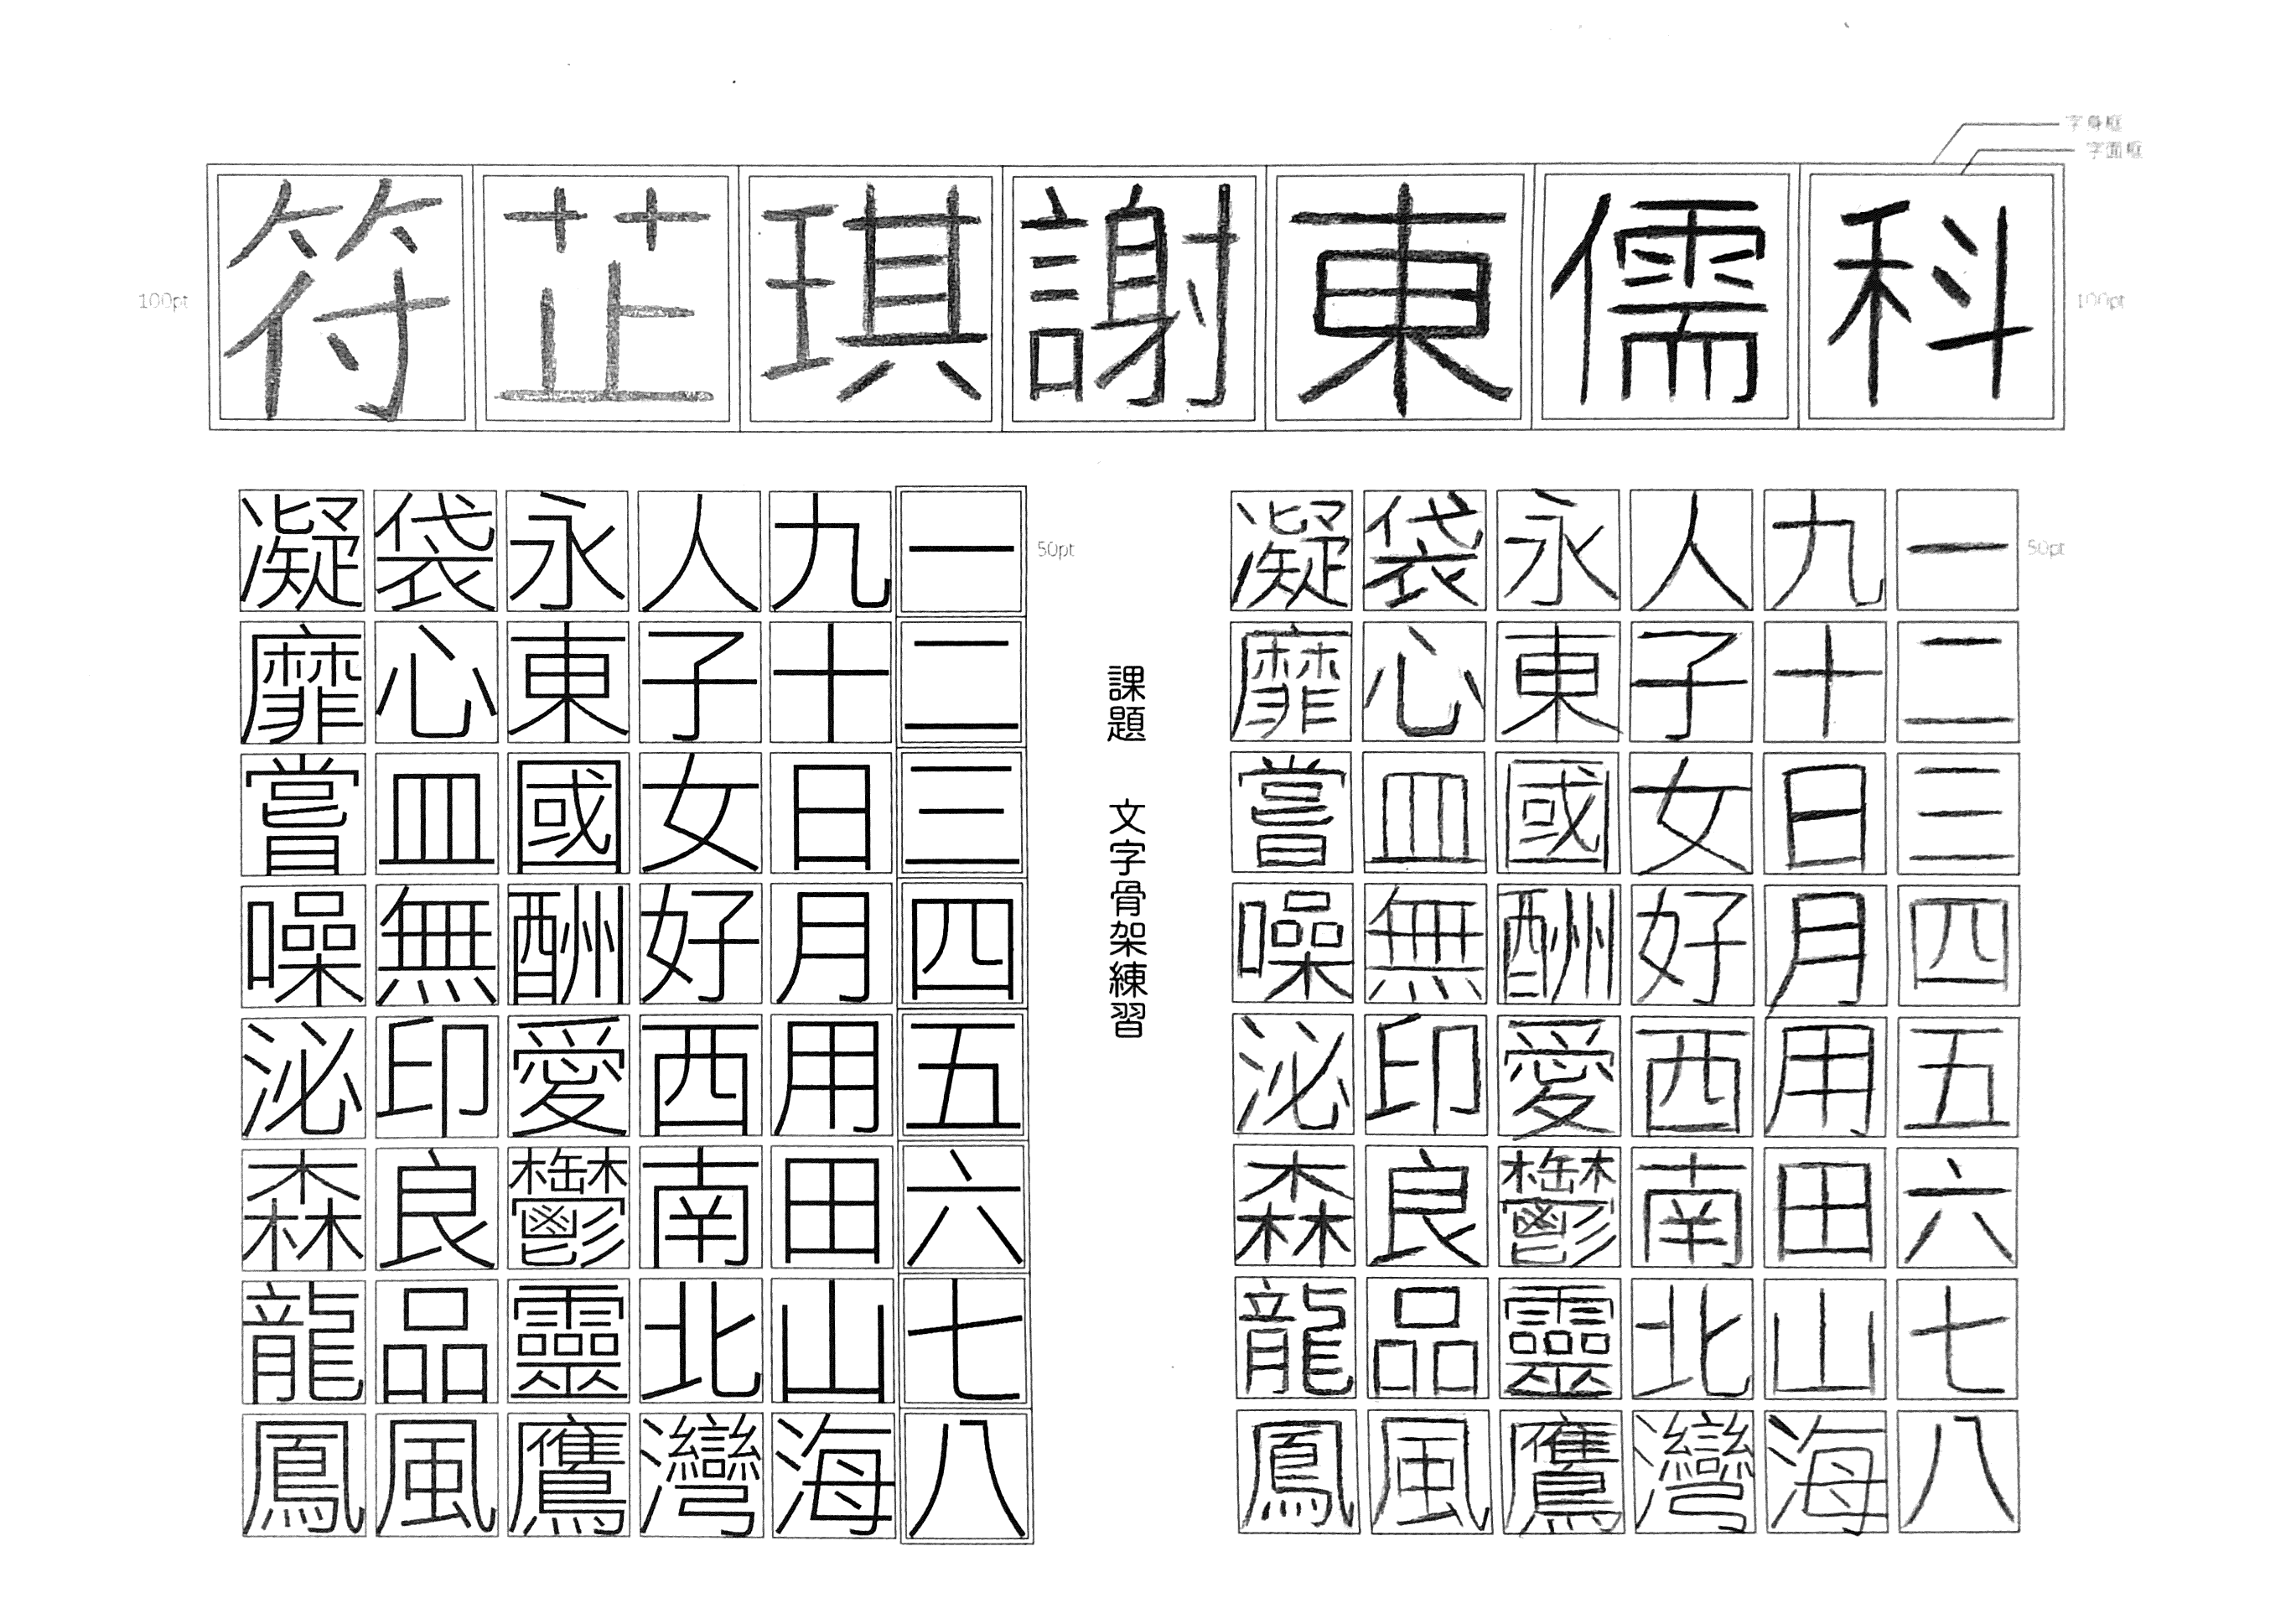 字身框
字面框
符芷琪謝東儒科
100pt
100pt
一二三四五六七八
九十日月用田山海
人子女好西南北灣
永東國酬愛鬱靈鷹
袋心皿無印良品風
凝靡嘗噪泌森龍鳳
50pt
課題 文字骨架練習
一二三四五六七八
九十日月用田山海
人子女好西南北灣
永東國酬愛鬱靈鷹
袋心皿無印良品風
凝靡嘗噪泌森龍鳳
50pt